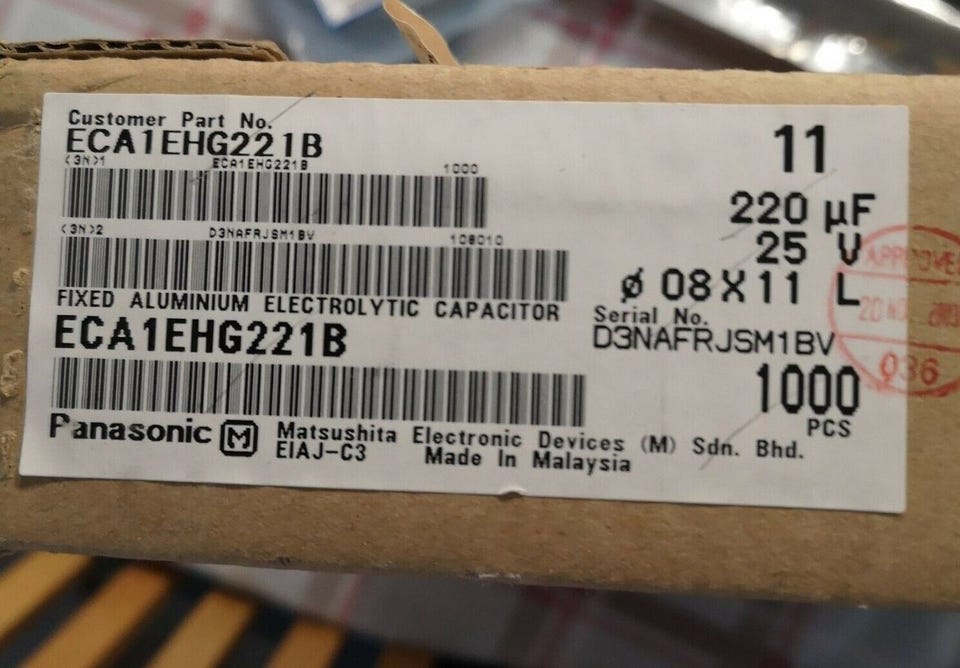 Customer Part No.
ECA1EHG221B
(3N)1 ECA1EHG221B 1000
(3N)2 D3NAFRJSM1BV 108010
FIXED ALUMINIUM ELECTROLYTIC CAPACITOR
ECA1EHG221B
Panasonic M Matsushita Electronic Devices (M) Sdn. Bhd.
EIAJ-C3 Made In Malaysia
11
220 µF
25 V
ø 08X11 L
Serial No.
D3NAFRJSM1BV
1000
PCS
APPROVED
036